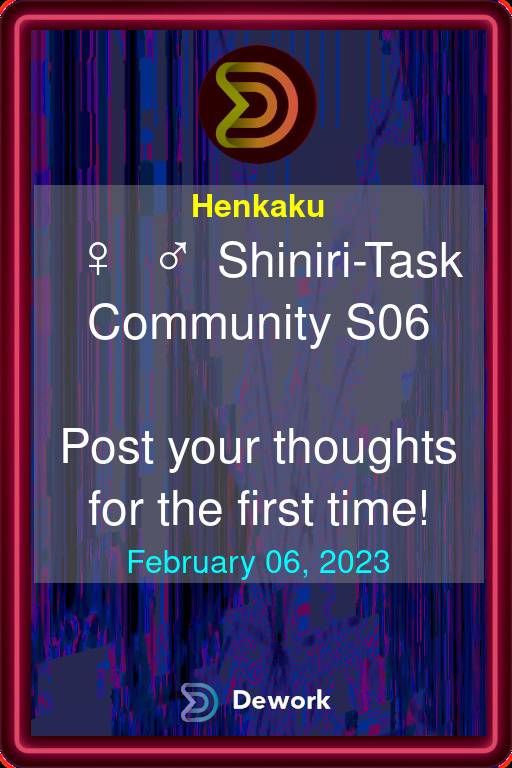 Henkaku
♀ ♂ Shiniri-Task
Community S06
Post your thoughts
for the first time!
February 06, 2023
Dework